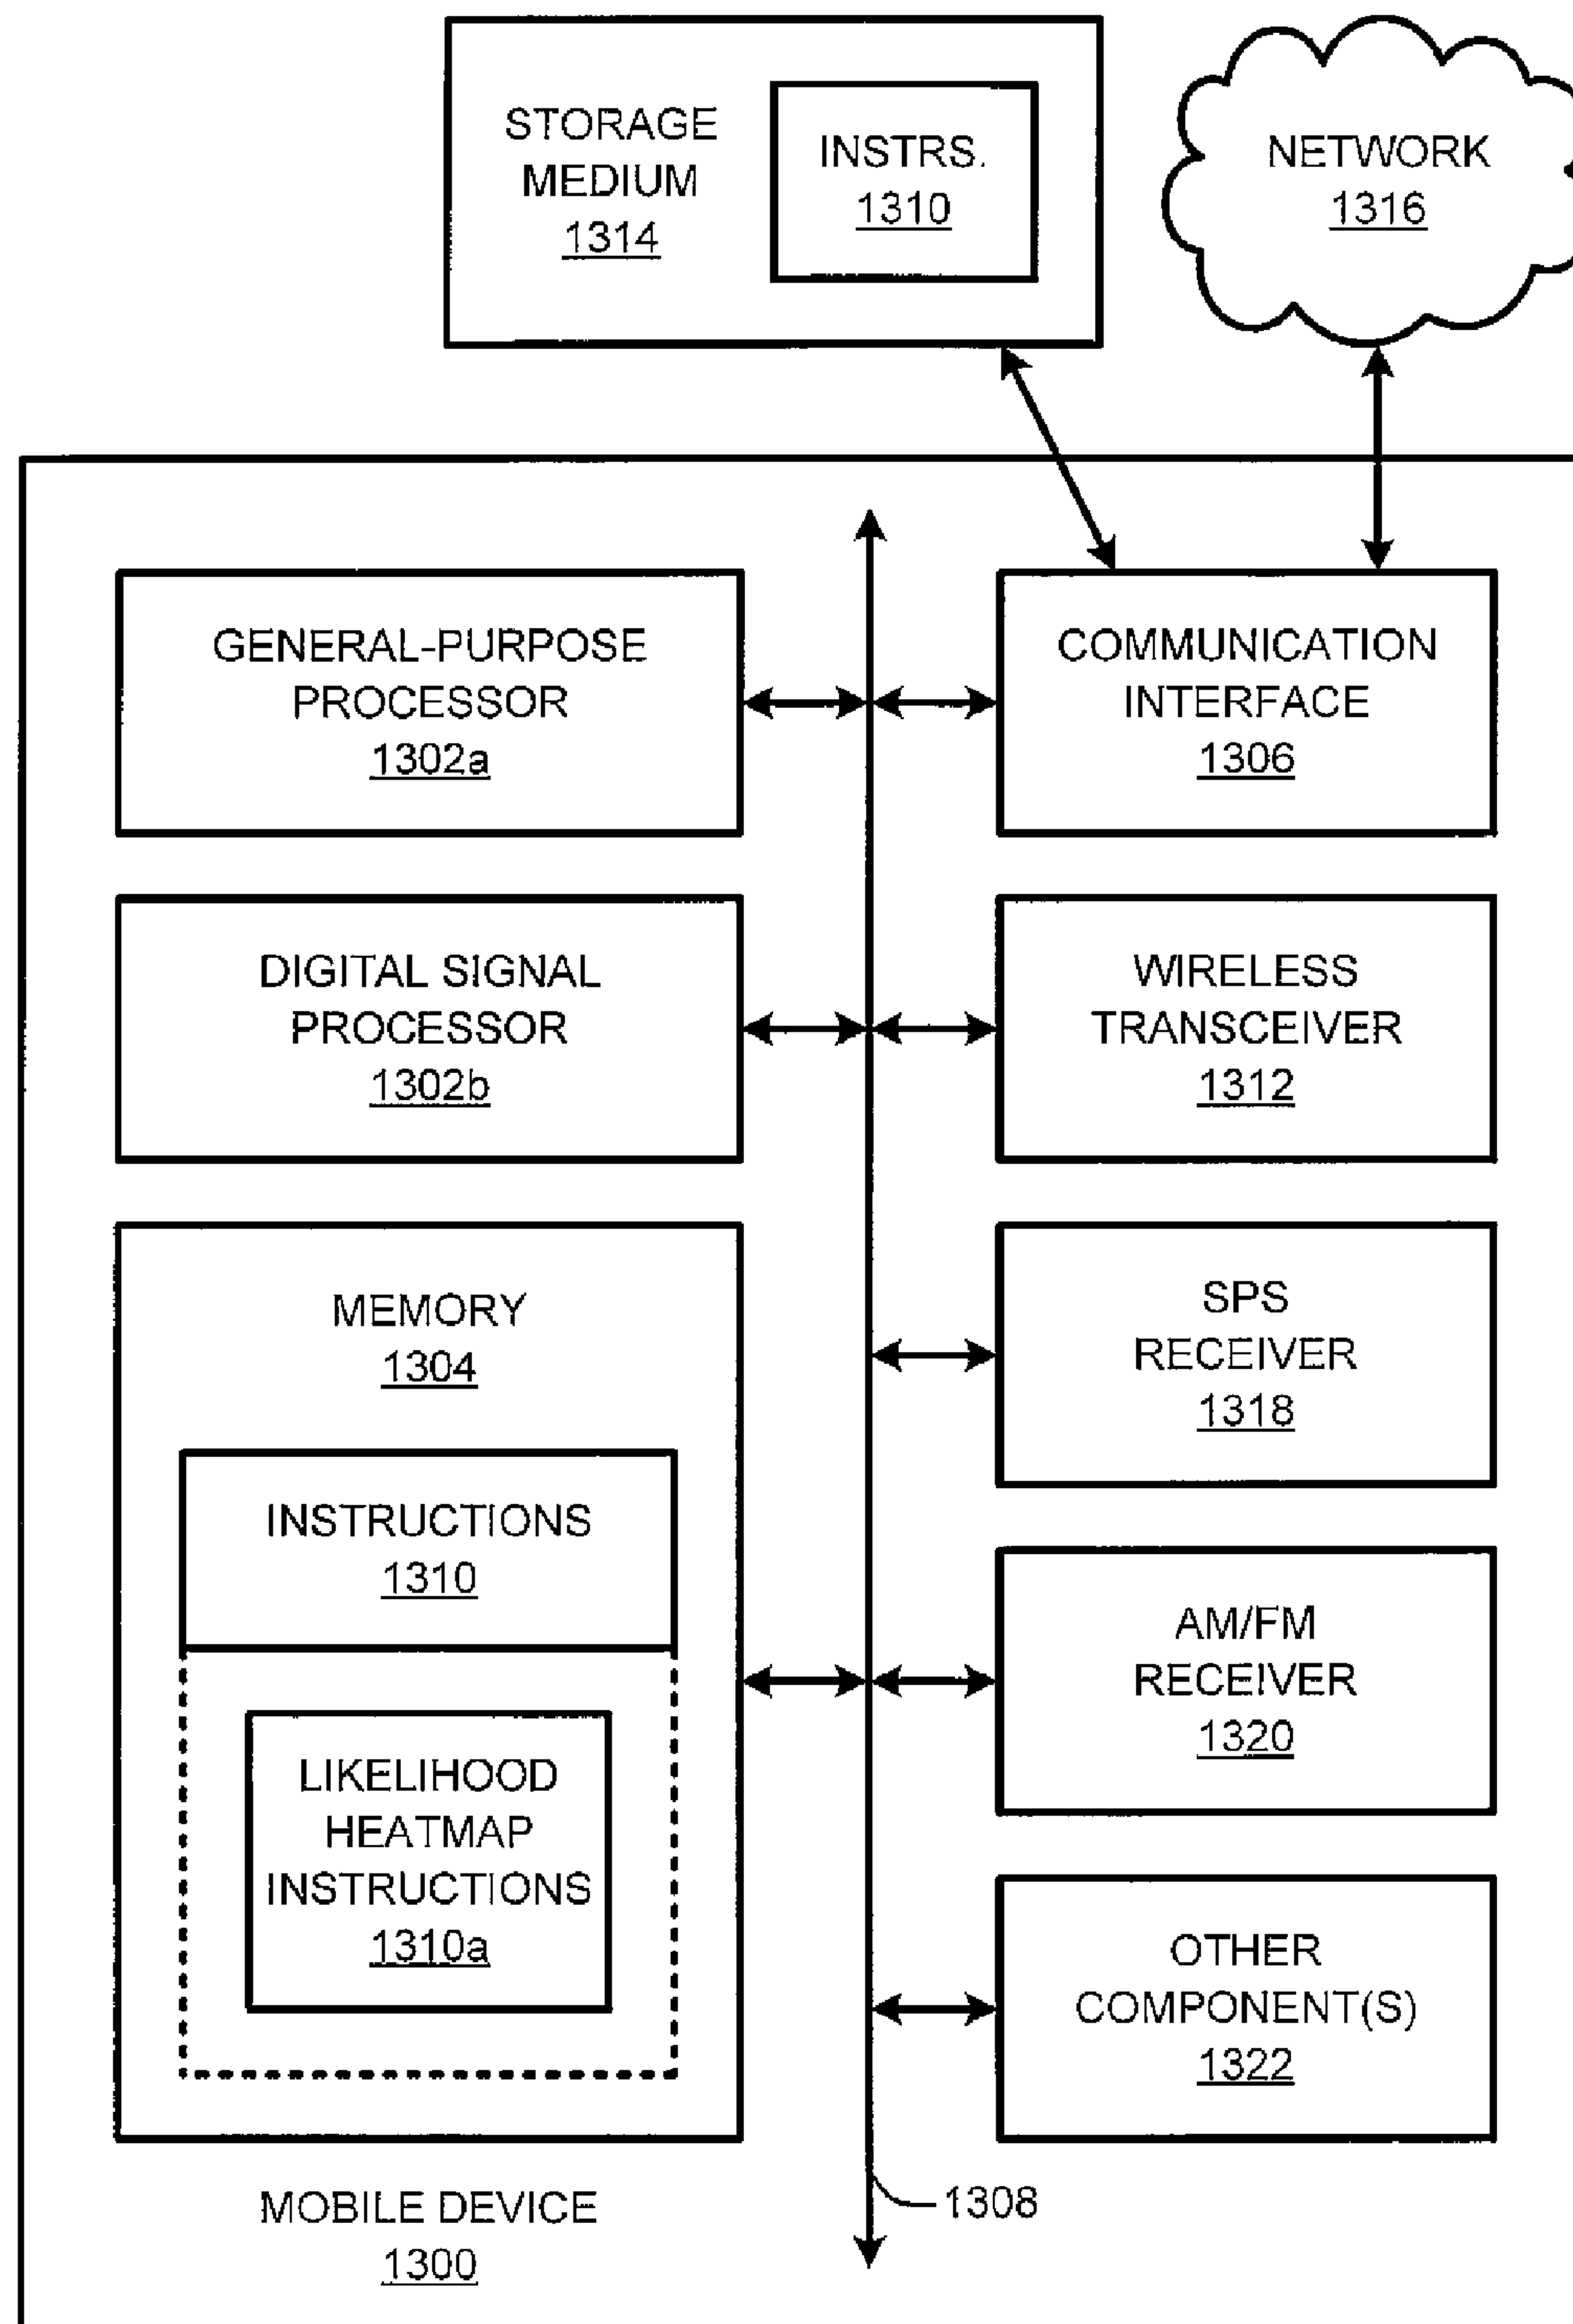 STORAGE
MEDIUM
1314
INSTRS.
1310
NETWORK
1316
GENERAL-PURPOSE
PROCESSOR
1302a
COMMUNICATION
INTERFACE
1306
DIGITAL SIGNAL
PROCESSOR
1302b
WIRELESS
TRANSCEIVER
1312
MEMORY
1304
INSTRUCTIONS
1310
LIKELIHOOD
HEATMAP
INSTRUCTIONS
1310a
SPS
RECEIVER
1318
AM/FM
RECEIVER
1320
OTHER
COMPONENT(S)
1322
1308
MOBILE DEVICE
1300